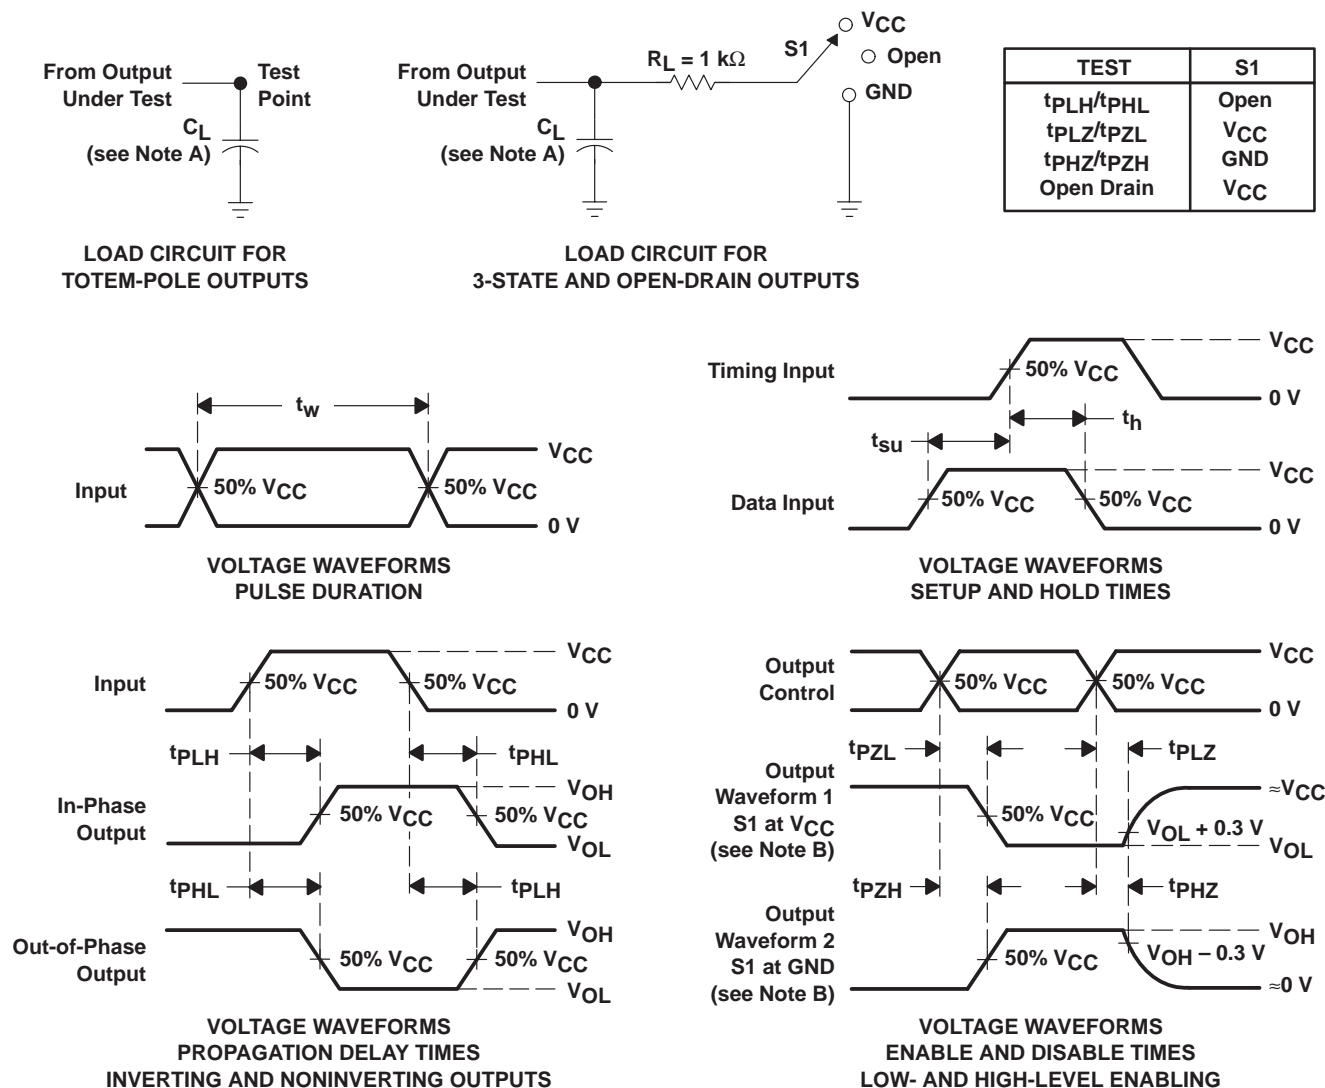 From Output
Under Test
Test
Point
CL
(see Note A)
LOAD CIRCUIT FOR
TOTEM-POLE OUTPUTS
From Output
Under Test
RL = 1 kΩ
S1
VCC
Open
GND
CL
(see Note A)
LOAD CIRCUIT FOR
3-STATE AND OPEN-DRAIN OUTPUTS
TEST S1
tPLH/tPHL Open
tPLZ/tPZL VCC
tPHZ/tPZH GND
Open Drain VCC
tw
Input
50% VCC
50% VCC
VCC
0 V
VOLTAGE WAVEFORMS
PULSE DURATION
Timing Input
50% VCC
VCC
0 V
tsu
th
Data Input
50% VCC
50% VCC
VCC
0 V
VOLTAGE WAVEFORMS
SETUP AND HOLD TIMES
Input
50% VCC
50% VCC
VCC
0 V
tPLH
tPHL
In-Phase
Output
50% VCC
50% VCC
VOH
VOL
tPHL
tPLH
Out-of-Phase
Output
50% VCC
50% VCC
VOH
VOL
VOLTAGE WAVEFORMS
PROPAGATION DELAY TIMES
INVERTING AND NONINVERTING OUTPUTS
Output
Control
50% VCC
50% VCC
VCC
0 V
tPZL
tPLZ
Output
Waveform 1
S1 at VCC
(see Note B)
50% VCC
VOL + 0.3 V
≈VCC
VOL
tPZH
tPHZ
Output
Waveform 2
S1 at GND
(see Note B)
50% VCC
VOH − 0.3 V
VOH
≈0 V
VOLTAGE WAVEFORMS
ENABLE AND DISABLE TIMES
LOW- AND HIGH-LEVEL ENABLING